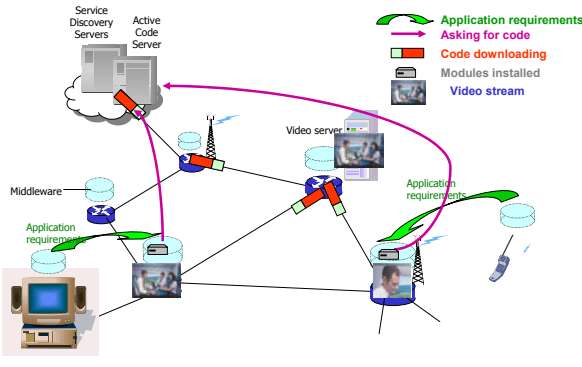 Service
Discovery
Servers
Active
Code
Server
Application requirements
Asking for code
Code downloading
Modules installed
Video stream
Video server
Middleware
Application
requirements
Application
requirements